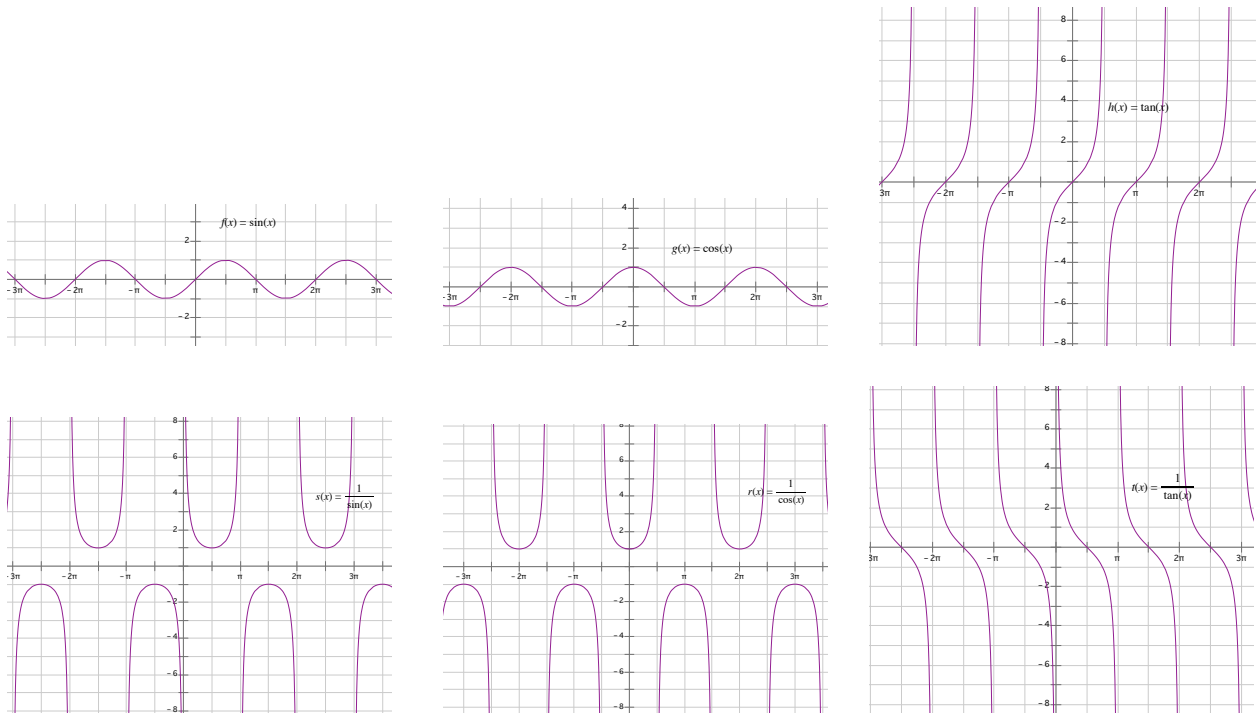 8
6
4
h(x) = tan(x)
2
3π
-2π
-π
π
2π
-2
-4
-6
-8
f(x) = sin(x)
2
-3π
-2π
-π
π
2π
3π
-2
4
g(x) = cos(x)
2
-3π
-2π
-π
π
2π
3π
-2
8
6
s(x) = 1/sin(x)
4
2
-3π
-2π
-π
π
2π
3π
-2
-4
-6
-8
8
6
r(x) = 1/cos(x)
4
2
-3π
-2π
-π
π
2π
3π
-2
-4
-6
-8
8
6
t(x) = 1/tan(x)
4
2
3π
-2π
-π
π
2π
3π
-2
-4
-6
-8